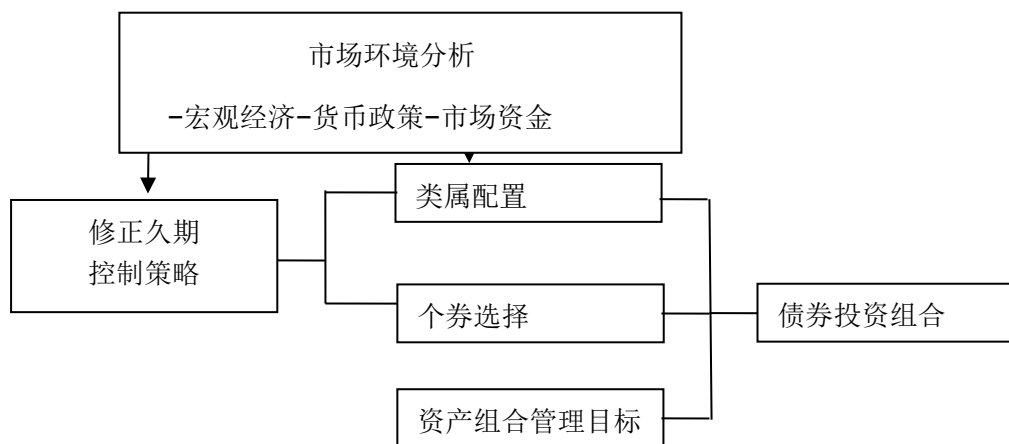 市场环境分析
-宏观经济-货币政策-市场资金
类属配置
修正久期
控制策略
个券选择
债券投资组合
资产组合管理目标